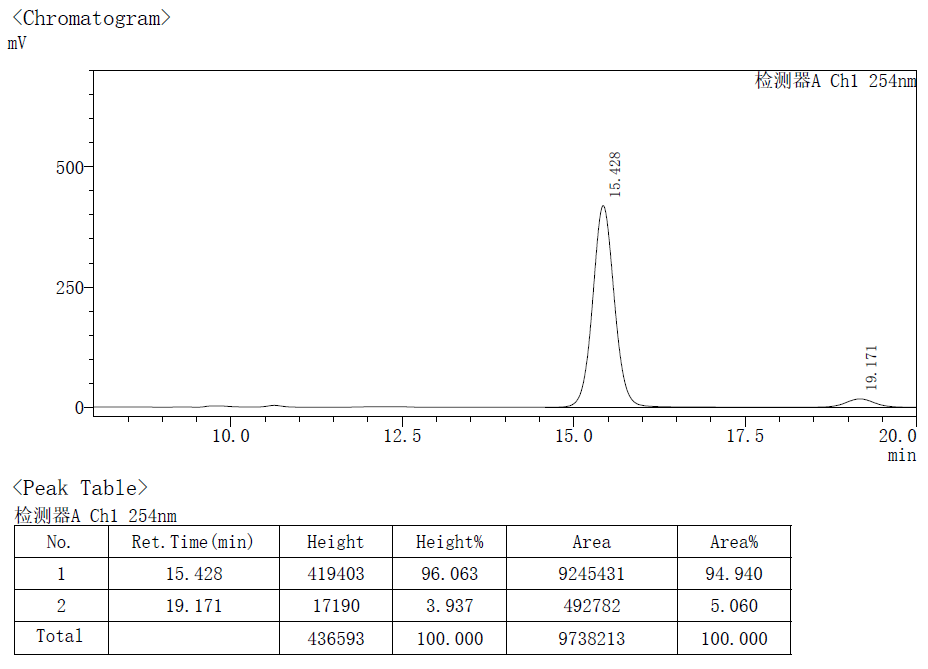 <Chromatogram>
mV
检测器A Ch1 254nm
500
15.428
250
19.171
0
10.0 12.5 15.0 17.5 20.0
min
<Peak Table>
检测器A Ch1 254nm
No. Ret.Time(min) Height Height% Area Area%
1 15.428 419403 96.063 9245431 94.940
2 19.171 17190 3.937 492782 5.060
Total 436593 100.000 9738213 100.000